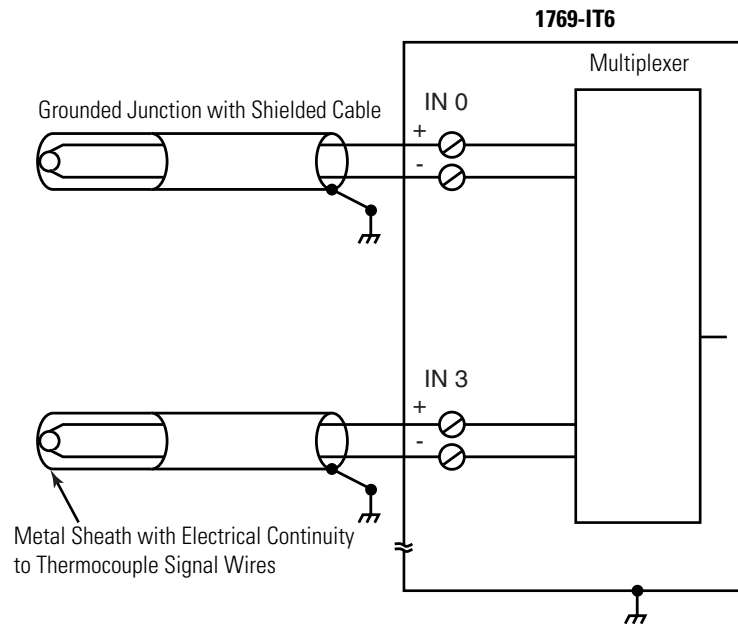 1769-IT6
Multiplexer
Grounded Junction with Shielded Cable
IN 0
+
-
IN 3
+
-
Metal Sheath with Electrical Continuity
to Thermocouple Signal Wires